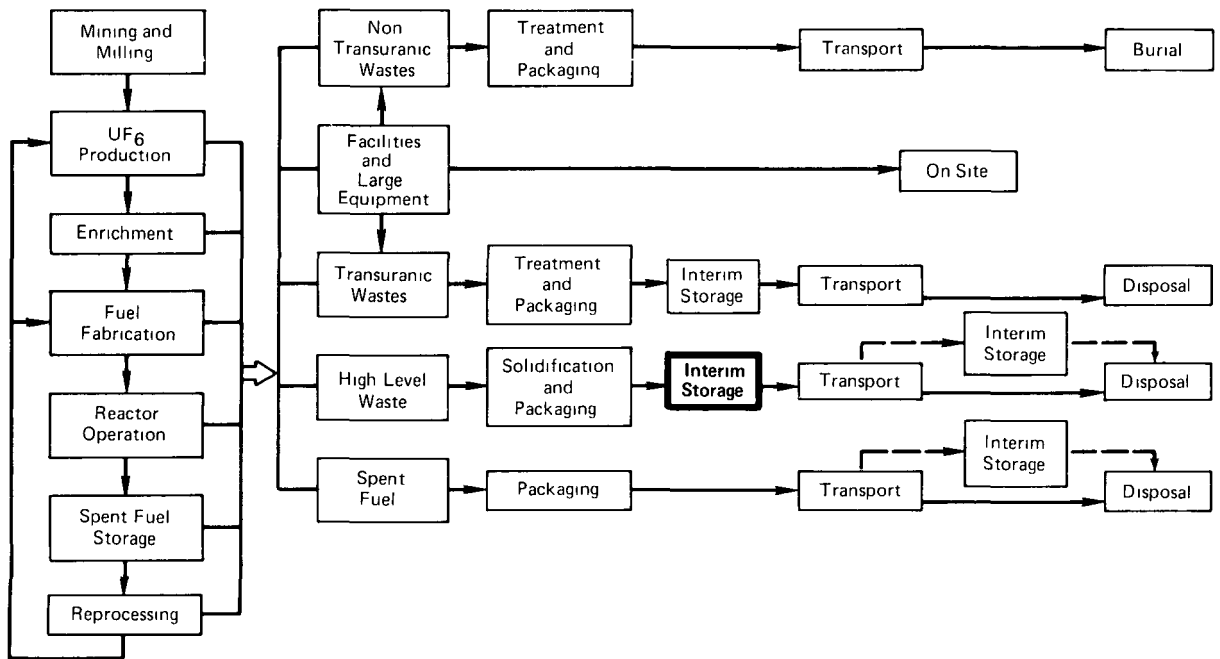 Mining and
Milling
UF6
Production
Enrichment
Fuel
Fabrication
Reactor
Operation
Spent Fuel
Storage
Reprocessing
Non
Transuranic
Wastes
Treatment
and
Packaging
Transport
Burial
Facilities
and
Large
Equipment
On Site
Transuranic
Wastes
Treatment
and
Packaging
Interim
Storage
Transport
Disposal
High Level
Waste
Solidification
and
Packaging
Interim
Storage
Transport
Interim
Storage
Disposal
Spent
Fuel
Packaging
Transport
Interim
Storage
Disposal